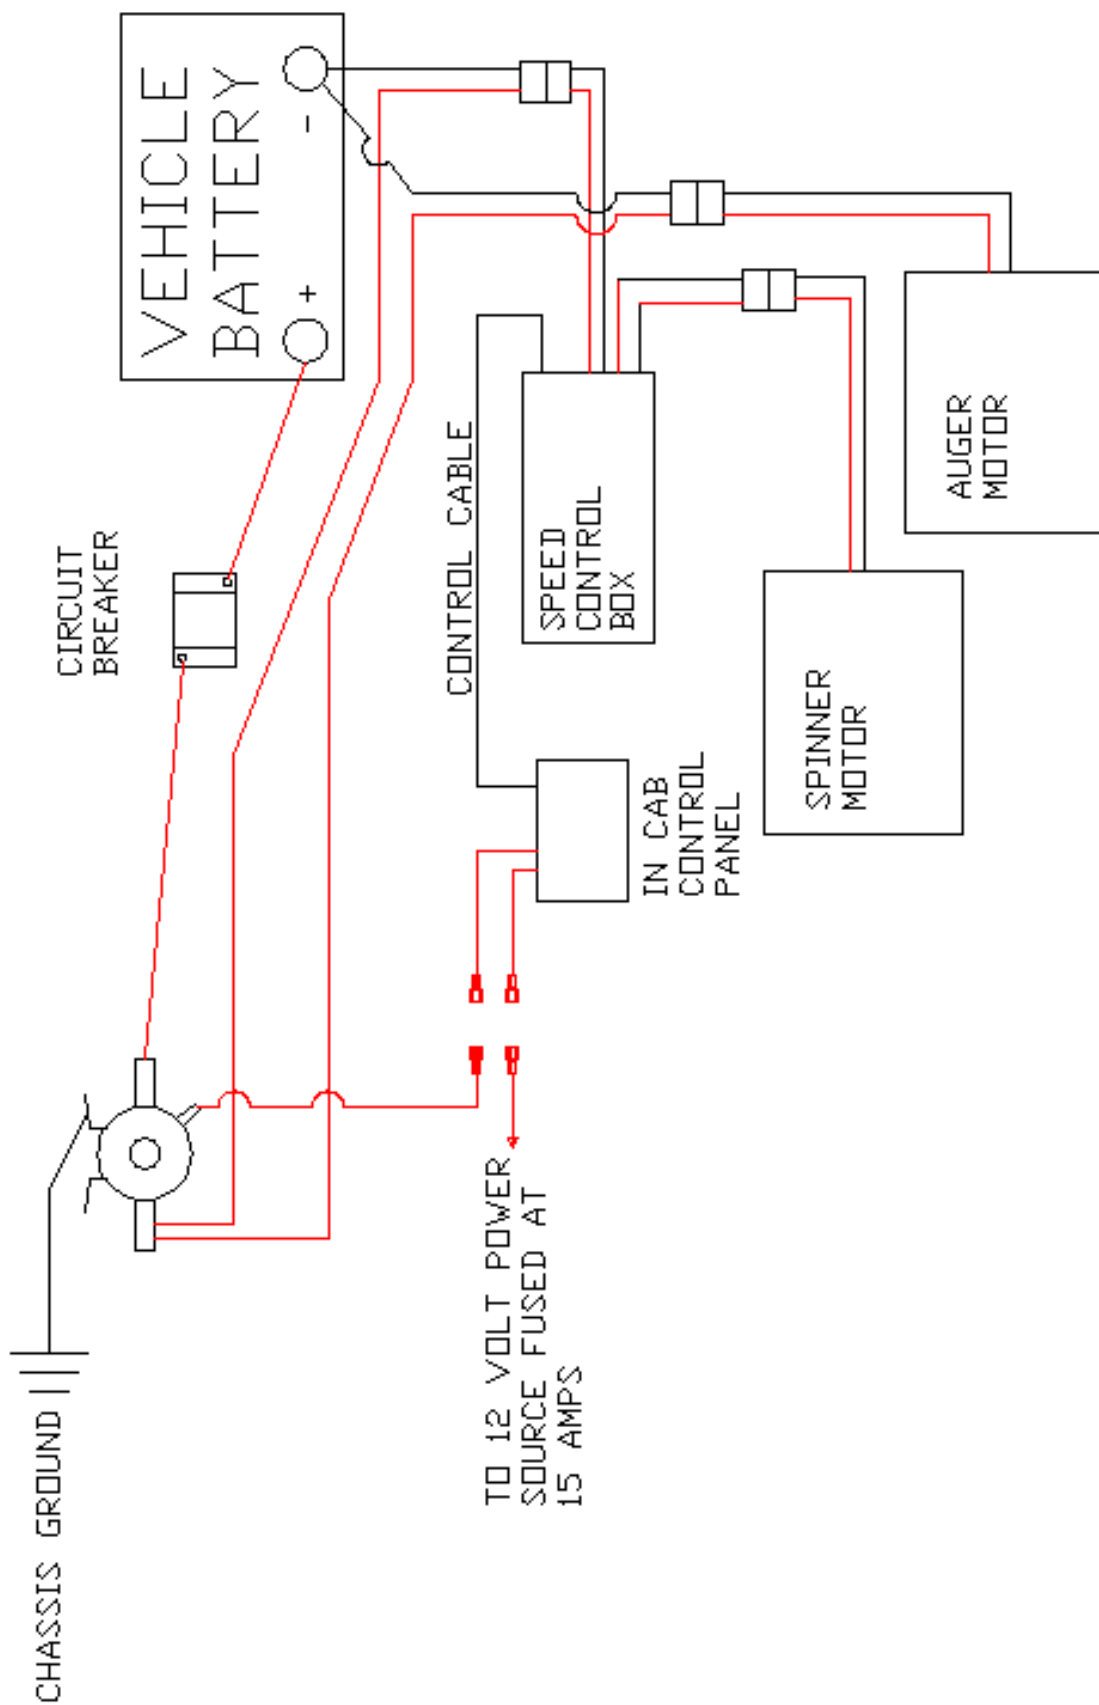 VEHICLE
BATTERY
-
+
CIRCUIT
BREAKER
CONTROL CABLE
SPEED
CONTROL
BOX
AUGER
MOTOR
SPINNER
MOTOR
IN CAB
CONTROL
PANEL
TO 12 VOLT POWER
SOURCE FUSED AT
15 AMPS
CHASSIS GROUND